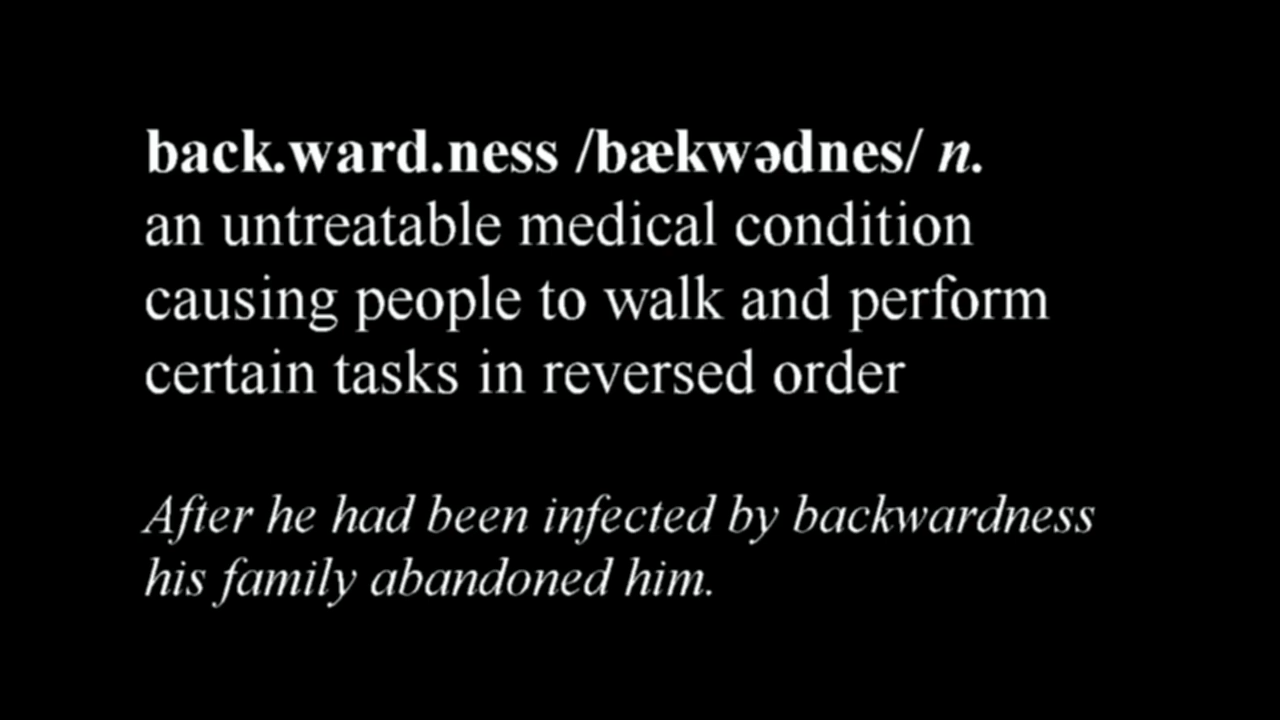 back.ward.ness /bækwədnes/ n.
an untreatable medical condition
causing people to walk and perform
certain tasks in reversed order
After he had been infected by backwardness
his family abandoned him.